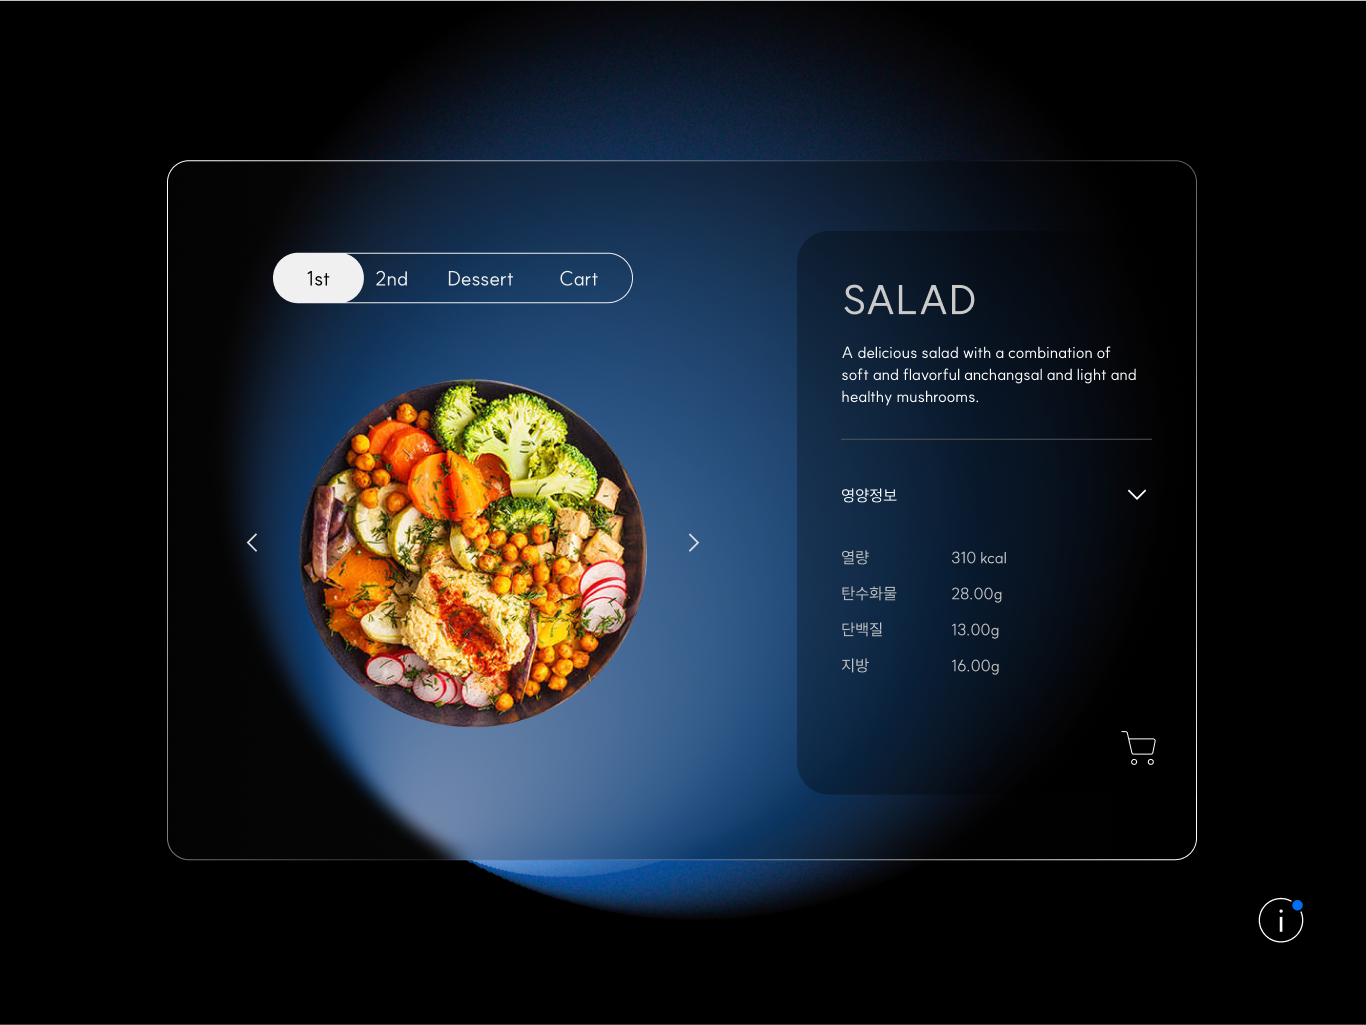 1st 2nd Dessert Cart
SALAD
A delicious salad with a combination of
soft and flavorful anchangsal and light and
healthy mushrooms.
영양정보
열량 310 kcal
탄수화물 28.00g
단백질 13.00g
지방 16.00g
i